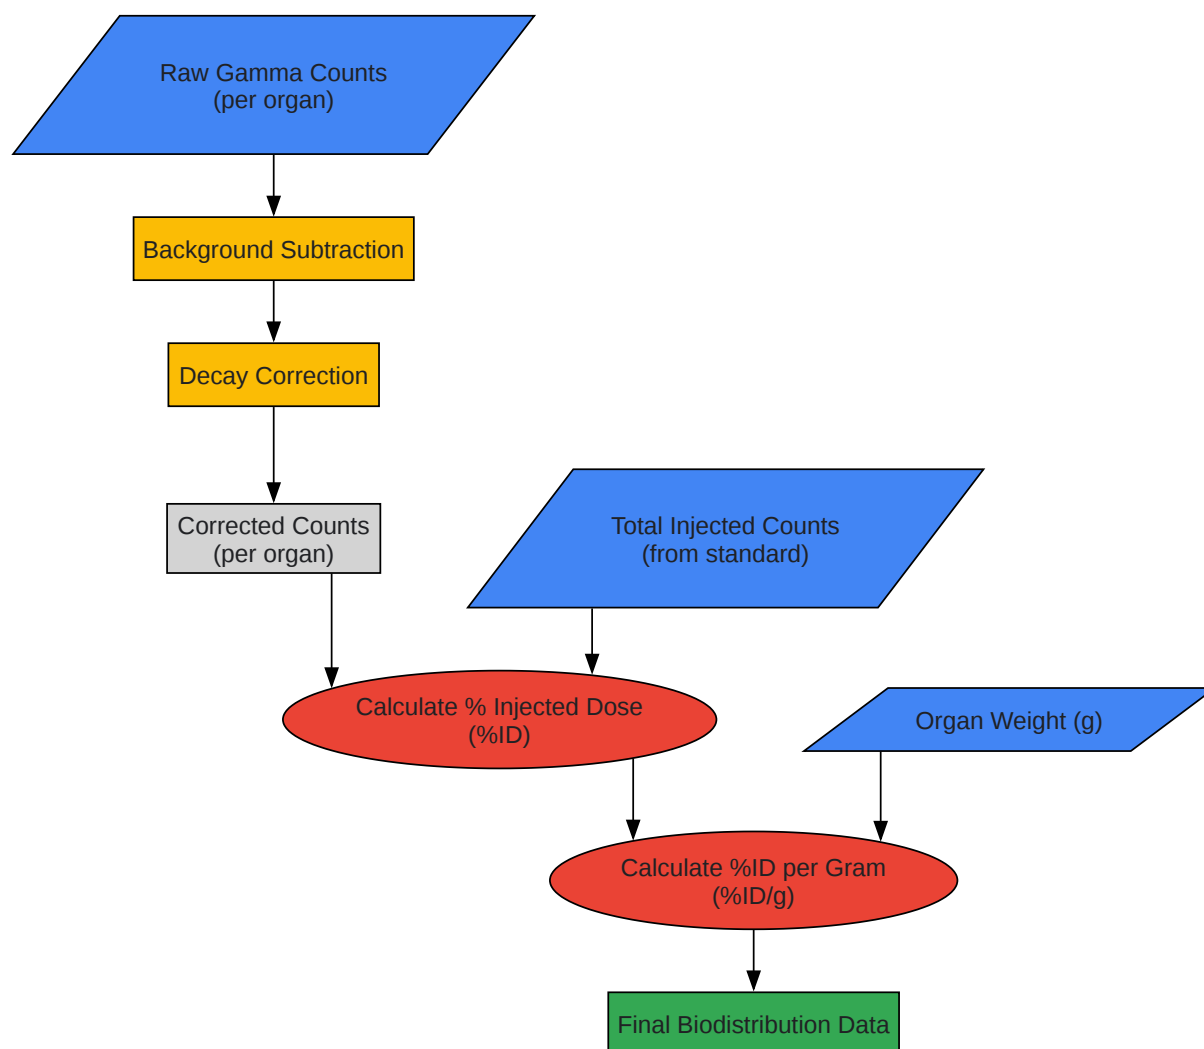 Raw Gamma Counts
(per organ)
Background Subtraction
Decay Correction
Corrected Counts
(per organ)
Total Injected Counts
(from standard)
Calculate % Injected Dose
(%ID)
Organ Weight (g)
Calculate %ID per Gram
(%ID/g)
Final Biodistribution Data